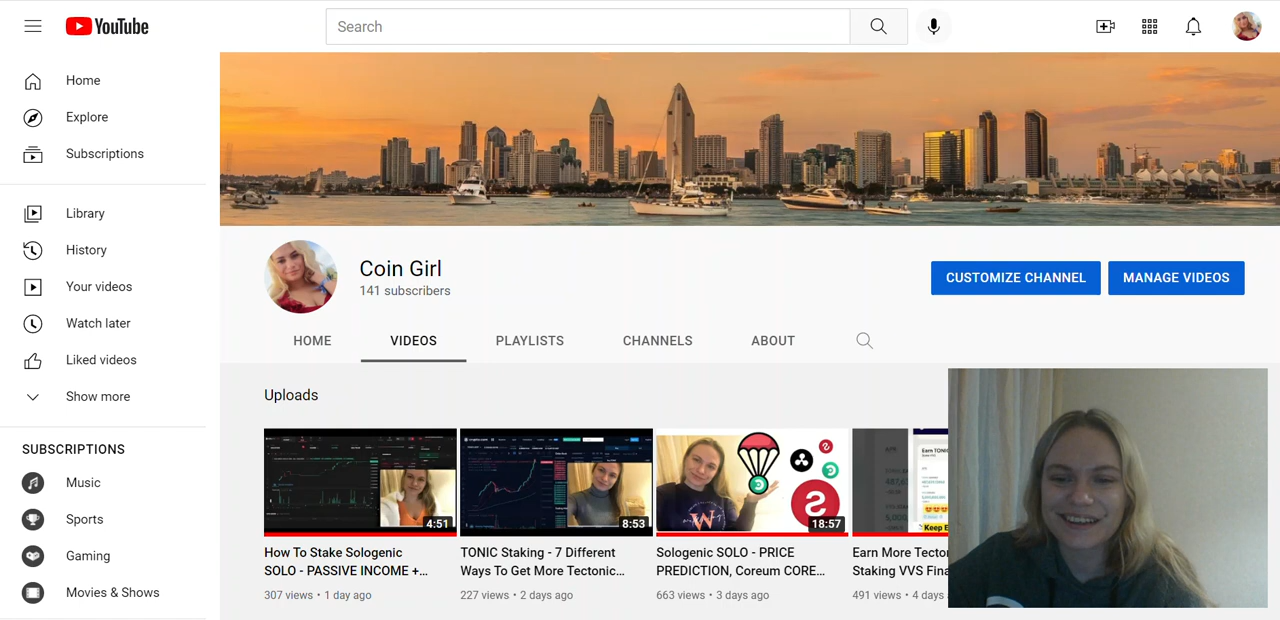 YouTube
Search
Home
Explore
Subscriptions
Library
History
Your videos
Watch later
Liked videos
Show more
SUBSCRIPTIONS
Music
Sports
Gaming
Movies & Shows
Coin Girl
141 subscribers
CUSTOMIZE CHANNEL
MANAGE VIDEOS
HOME VIDEOS PLAYLISTS CHANNELS ABOUT
Uploads
4:51
How To Stake Sologenic
SOLO - PASSIVE INCOME +...
307 views • 1 day ago
8:53
TONIC Staking - 7 Different
Ways To Get More Tectonic...
227 views • 2 days ago
18:57
Sologenic SOLO - PRICE
PREDICTION, Coreum CORE...
663 views • 3 days ago
Earn TONIC
Keep E
Earn More Tecto
Staking VVS Fina
491 views • 4 days